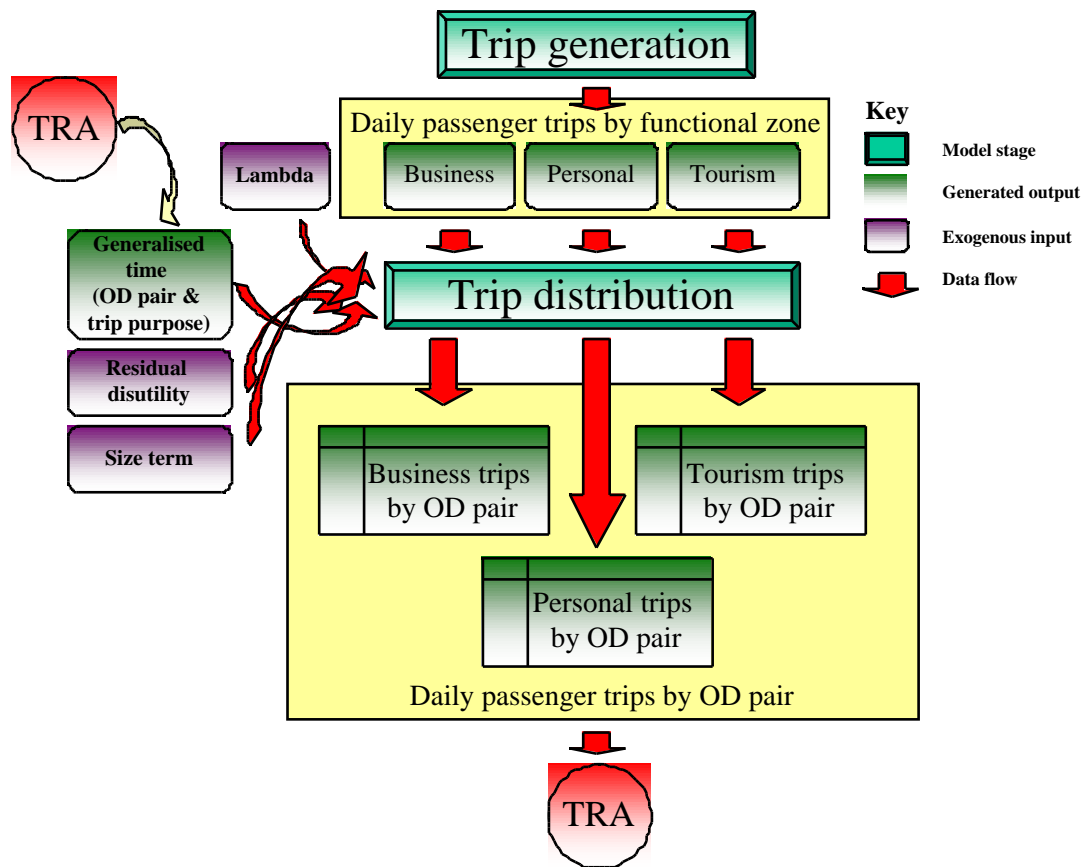 Trip generation
TRA
Daily passenger trips by functional zone
Lambda
Business
Personal
Tourism
Key
Model stage
Generated output
Exogenous input
Data flow
Generalised
time
(OD pair &
trip purpose)
Trip distribution
Residual
disutility
Size term
Business trips
by OD pair
Tourism trips
by OD pair
Personal trips
by OD pair
Daily passenger trips by OD pair
TRA